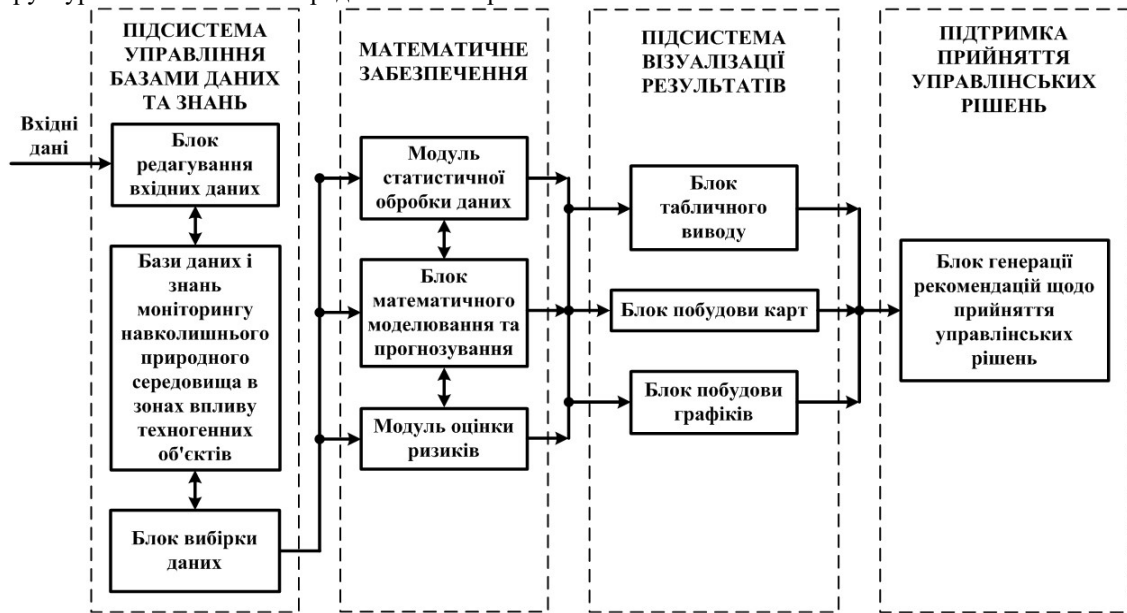 ПІДСИСТЕМА
УПРАВЛІННЯ
БАЗАМИ ДАНИХ
ТА ЗНАНЬ
Вхідні
дані
Блок
редагування
вхідних даних
Бази даних і
знань
моніторингу
навколишнього
природного
середовища в
зонах впливу
техногенних
об'єктів
Блок вибірки
даних
МАТЕМАТИЧНЕ
ЗАБЕЗПЕЧЕННЯ
Модуль
статистичної
обробки даних
Блок
математичного
моделювання та
прогнозування
Модуль оцінки
ризиків
ПІДСИСТЕМА
ВІЗУАЛІЗАЦІЇ
РЕЗУЛЬТАТІВ
Блок
табличного
виводу
Блок побудови карт
Блок побудови
графіків
ПІДТРИМКА
ПРИЙНЯТТЯ
УПРАВЛІНСЬКИХ
РІШЕНЬ
Блок генерації
рекомендацій щодо
прийняття
управлінських
рішень